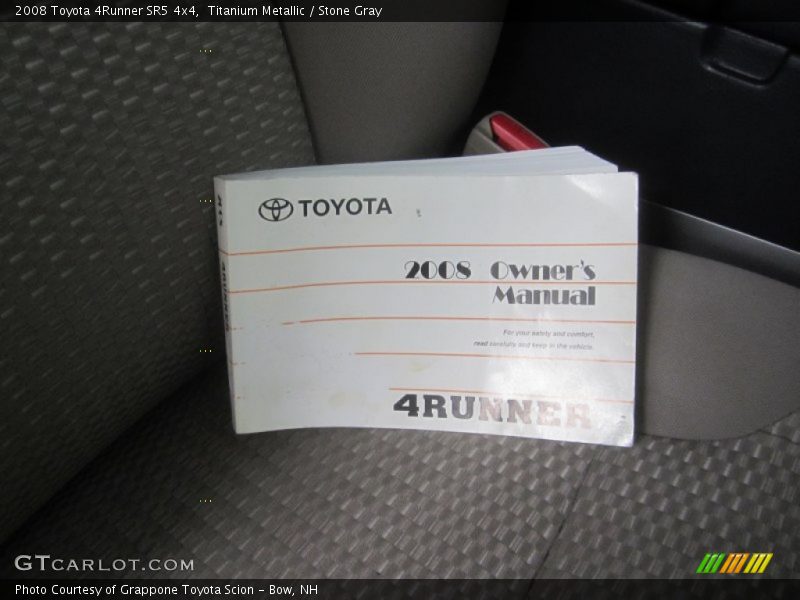 2008 Toyota 4Runner SR5 4x4,  Titanium Metallic / Stone Gray
TOYOTA
2008 Owner's
Manual
For your safety and comfort,
read carefully and keep in the vehicle.
4RUNNER
GTCARLOT.COM
Photo Courtesy of Grappone Toyota Scion - Bow, NH